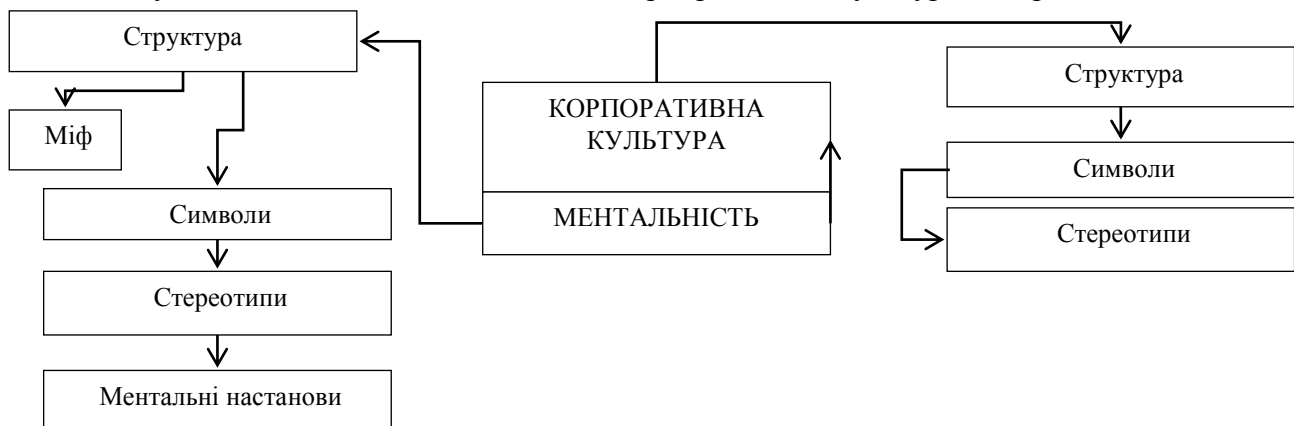 Структура
Міф
Символи
Стереотипи
Ментальні настанови
КОРПОРАТИВНА
КУЛЬТУРА
МЕНТАЛЬНІСТЬ
Структура
Символи
Стереотипи